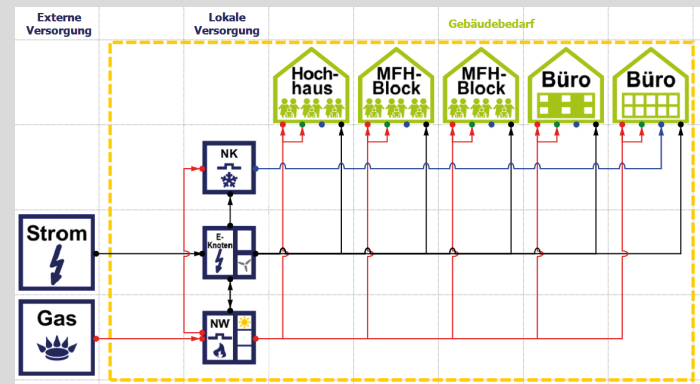 Externe
Versorgung
Lokale
Versorgung
Gebäudebedarf
Hoch-
haus
MFH-
Block
MFH-
Block
Büro
Büro
NK
Strom
E-
Knoten
Gas
NW